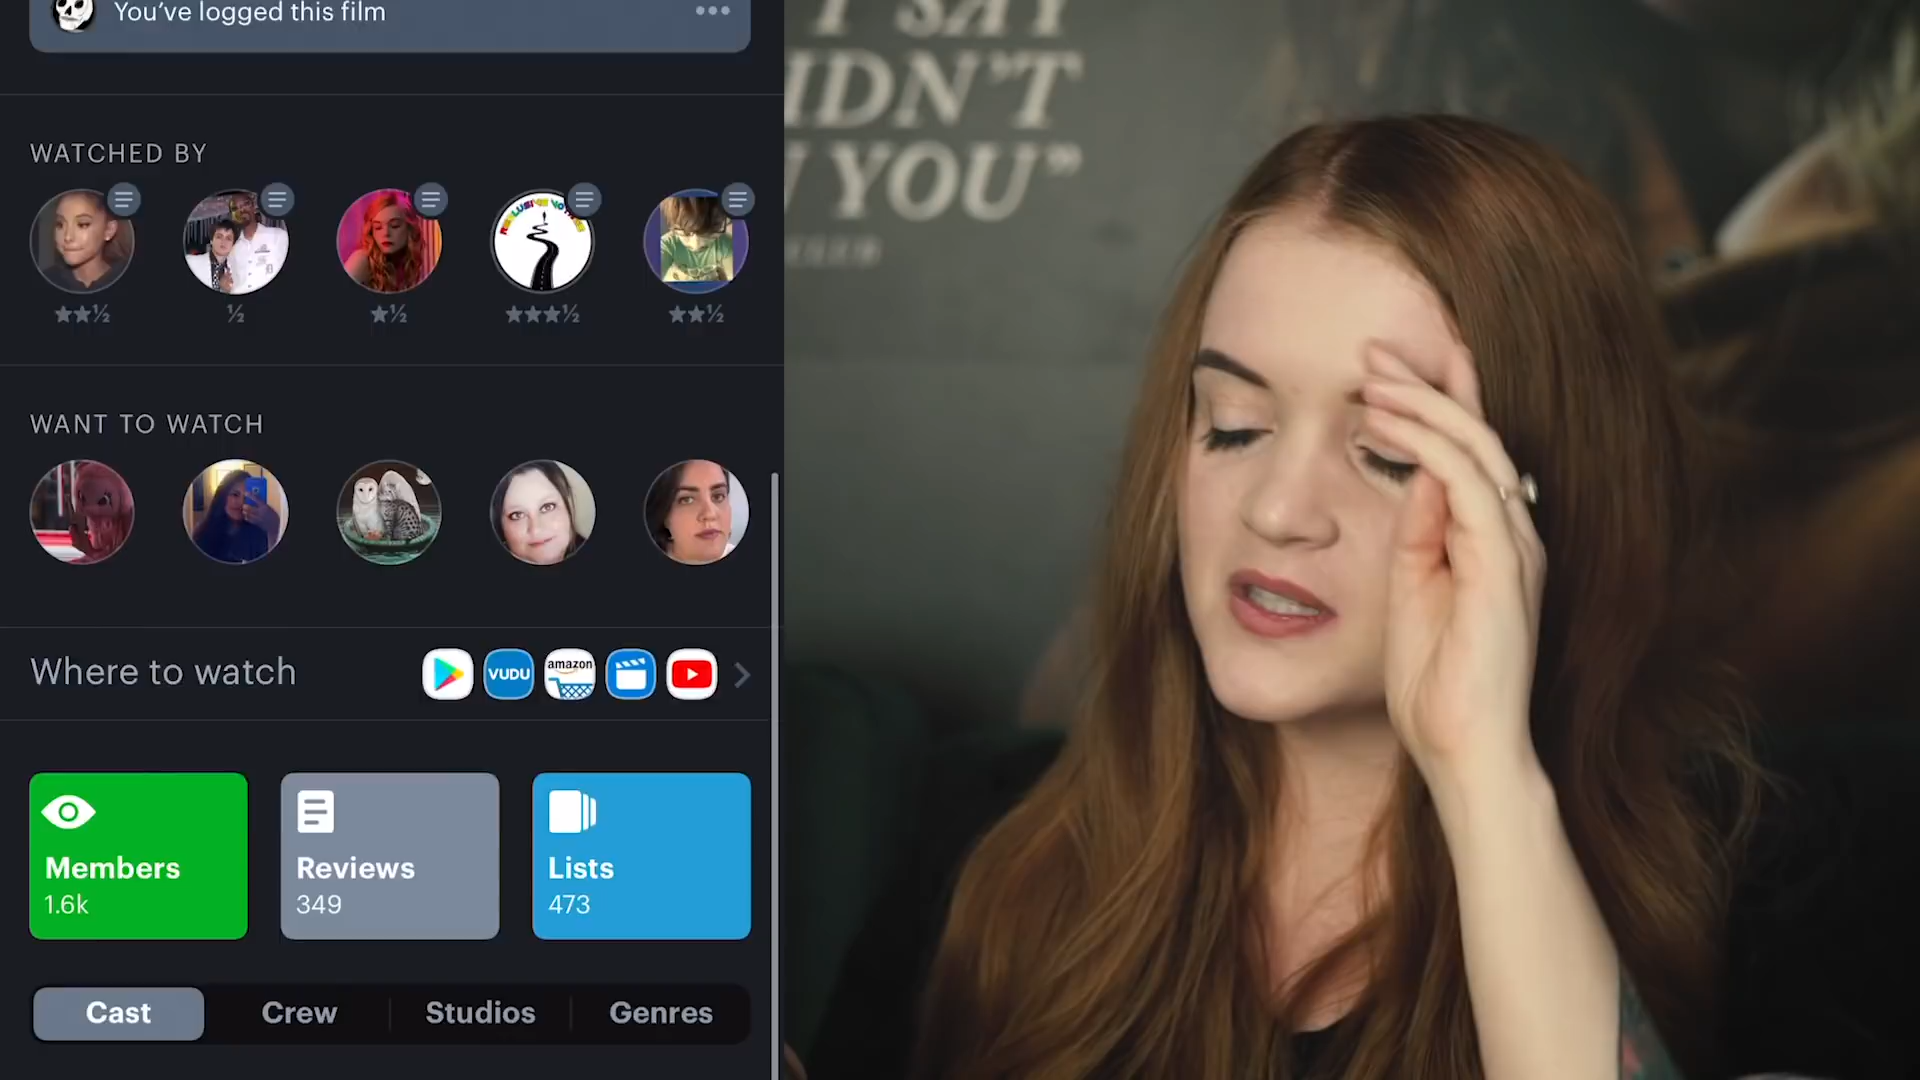 You've logged this film
WATCHED BY
★★½
½
★½
★★★½
★★½
WANT TO WATCH
Where to watch
VUDU
amazon
Members
1.6k
Reviews
349
Lists
473
Cast
Crew
Studios
Genres
T SAY
IDN'T
YOU"